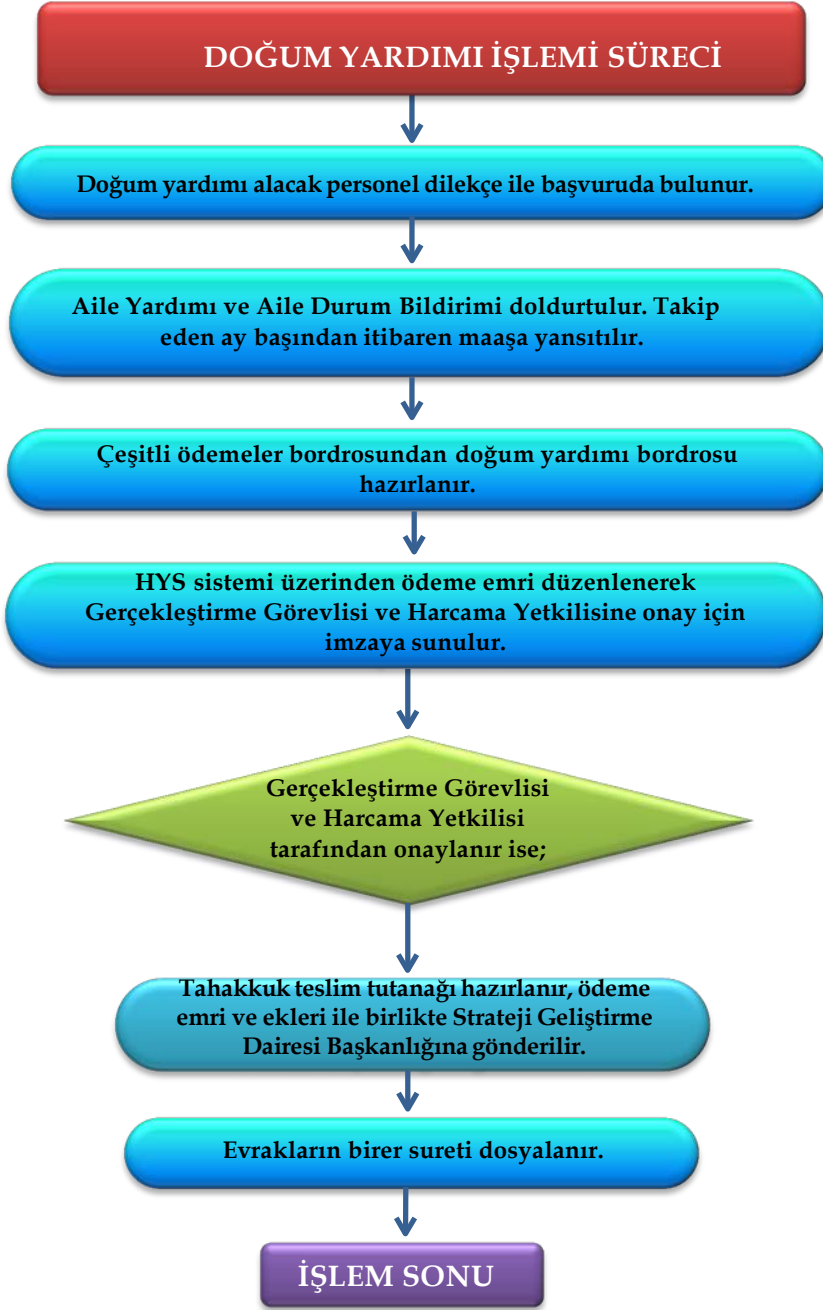 DOĞUM YARDIMI İŞLEMİ SÜRECİ
Doğum yardımı alacak personel dilekçe ile başvuruda bulunur.
Aile Yardımı ve Aile Durum Bildirimi doldurtulur. Takip
eden ay başından itibaren maaşa yansıtılır.
Çeşitli ödemeler bordrosundan doğum yardımı bordrosu
hazırlanır.
HYS sistemi üzerinden ödeme emri düzenlenerek
Gerçekleştirme Görevlisi ve Harcama Yetkilisine onay için
imzaya sunulur.
Gerçekleştirme Görevlisi
ve Harcama Yetkilisi
tarafından onaylanır ise;
Tahakkuk teslim tutanağı hazırlanır, ödeme
emri ve ekleri ile birlikte Strateji Geliştirme
Dairesi Başkanlığına gönderilir.
Evrakların birer sureti dosyalanır.
İŞLEM SONU